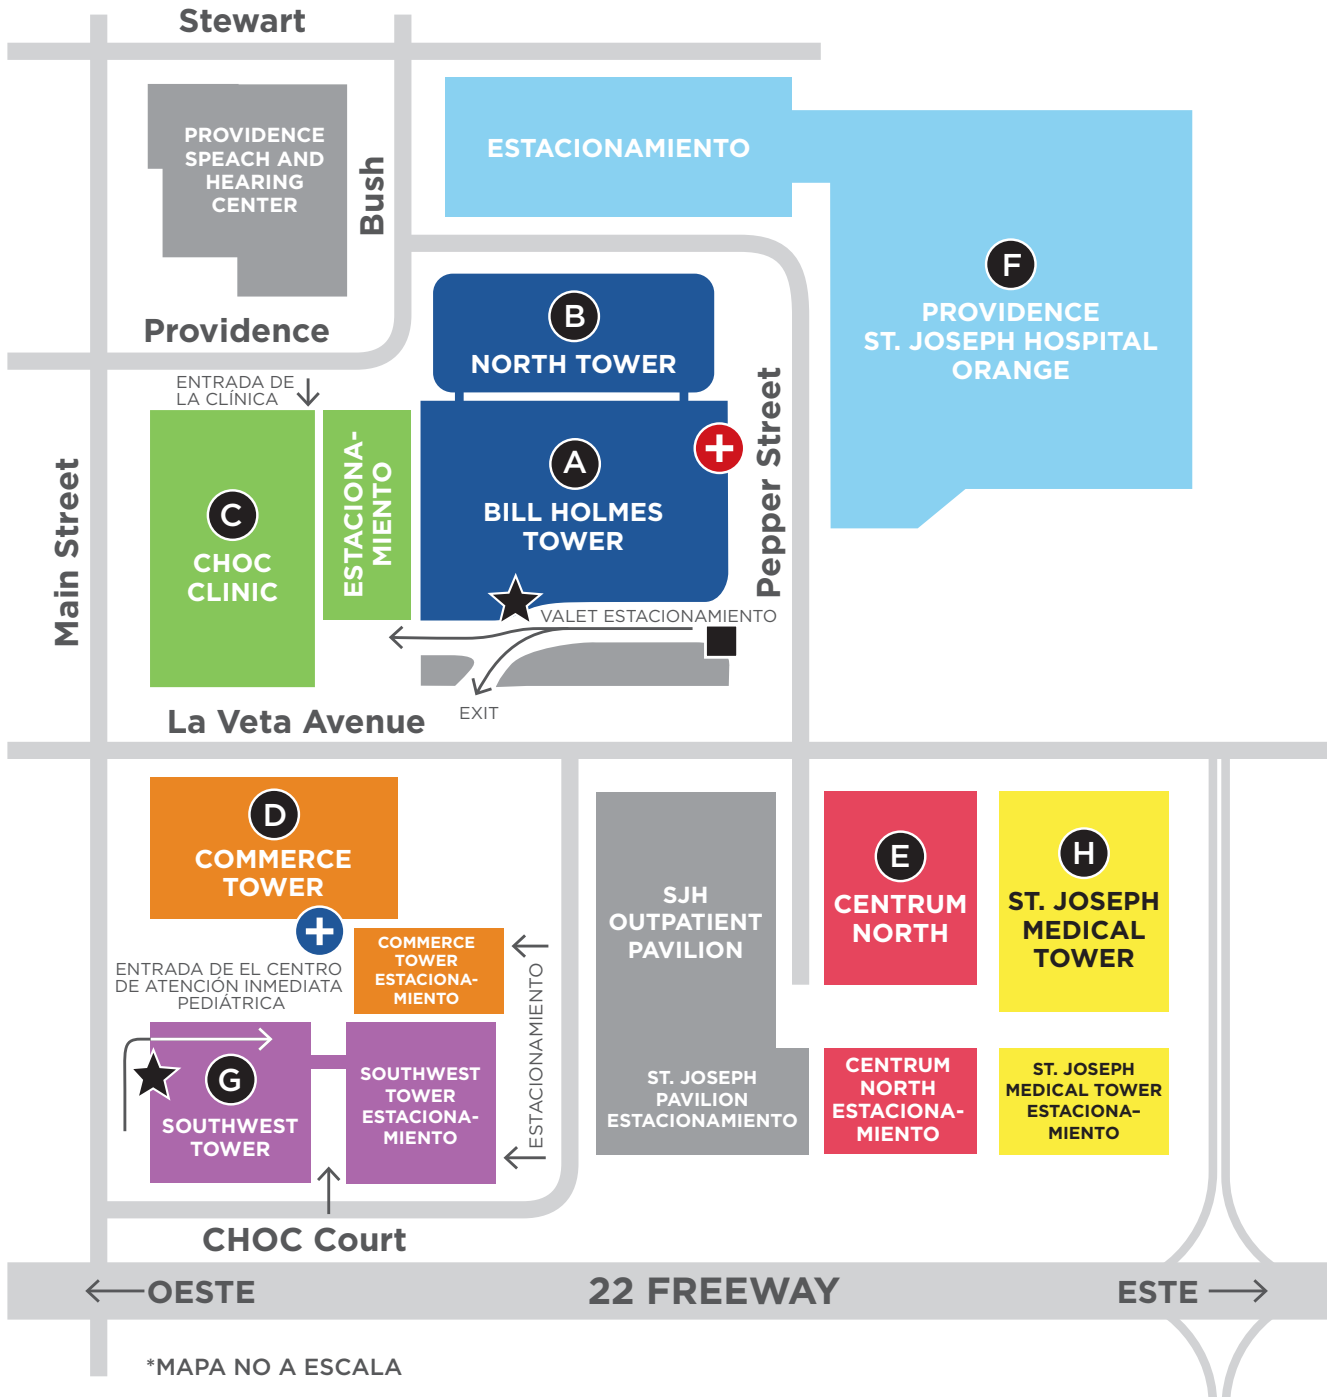 Stewart
PROVIDENCE
SPEACH AND
HEARING
CENTER
Bush
ESTACIONAMIENTO
F
PROVIDENCE
ST. JOSEPH HOSPITAL
ORANGE
Providence
B
NORTH TOWER
ENTRADA DE
LA CLÍNICA
Main Street
C
CHOC
CLINIC
ESTACIONA-
MIENTO
A
BILL HOLMES
TOWER
Pepper Street
VALET ESTACIONAMIENTO
EXIT
La Veta Avenue
D
COMMERCE
TOWER
COMMERCE
TOWER
ESTACIONA-
MIENTO
ENTRADA DE EL CENTRO
DE ATENCIÓN INMEDIATA
PEDIÁTRICA
G
SOUTHWEST
TOWER
SOUTHWEST
TOWER
ESTACIONA-
MIENTO
ESTACIONAMIENTO
SJH
OUTPATIENT
PAVILION
ST. JOSEPH
PAVILION
ESTACIONAMIENTO
E
CENTRUM
NORTH
CENTRUM
NORTH
ESTACIONA-
MIENTO
H
ST. JOSEPH
MEDICAL
TOWER
ST. JOSEPH
MEDICAL TOWER
ESTACIONA-
MIENTO
CHOC Court
OESTE
22 FREEWAY
ESTE
*MAPA NO A ESCALA